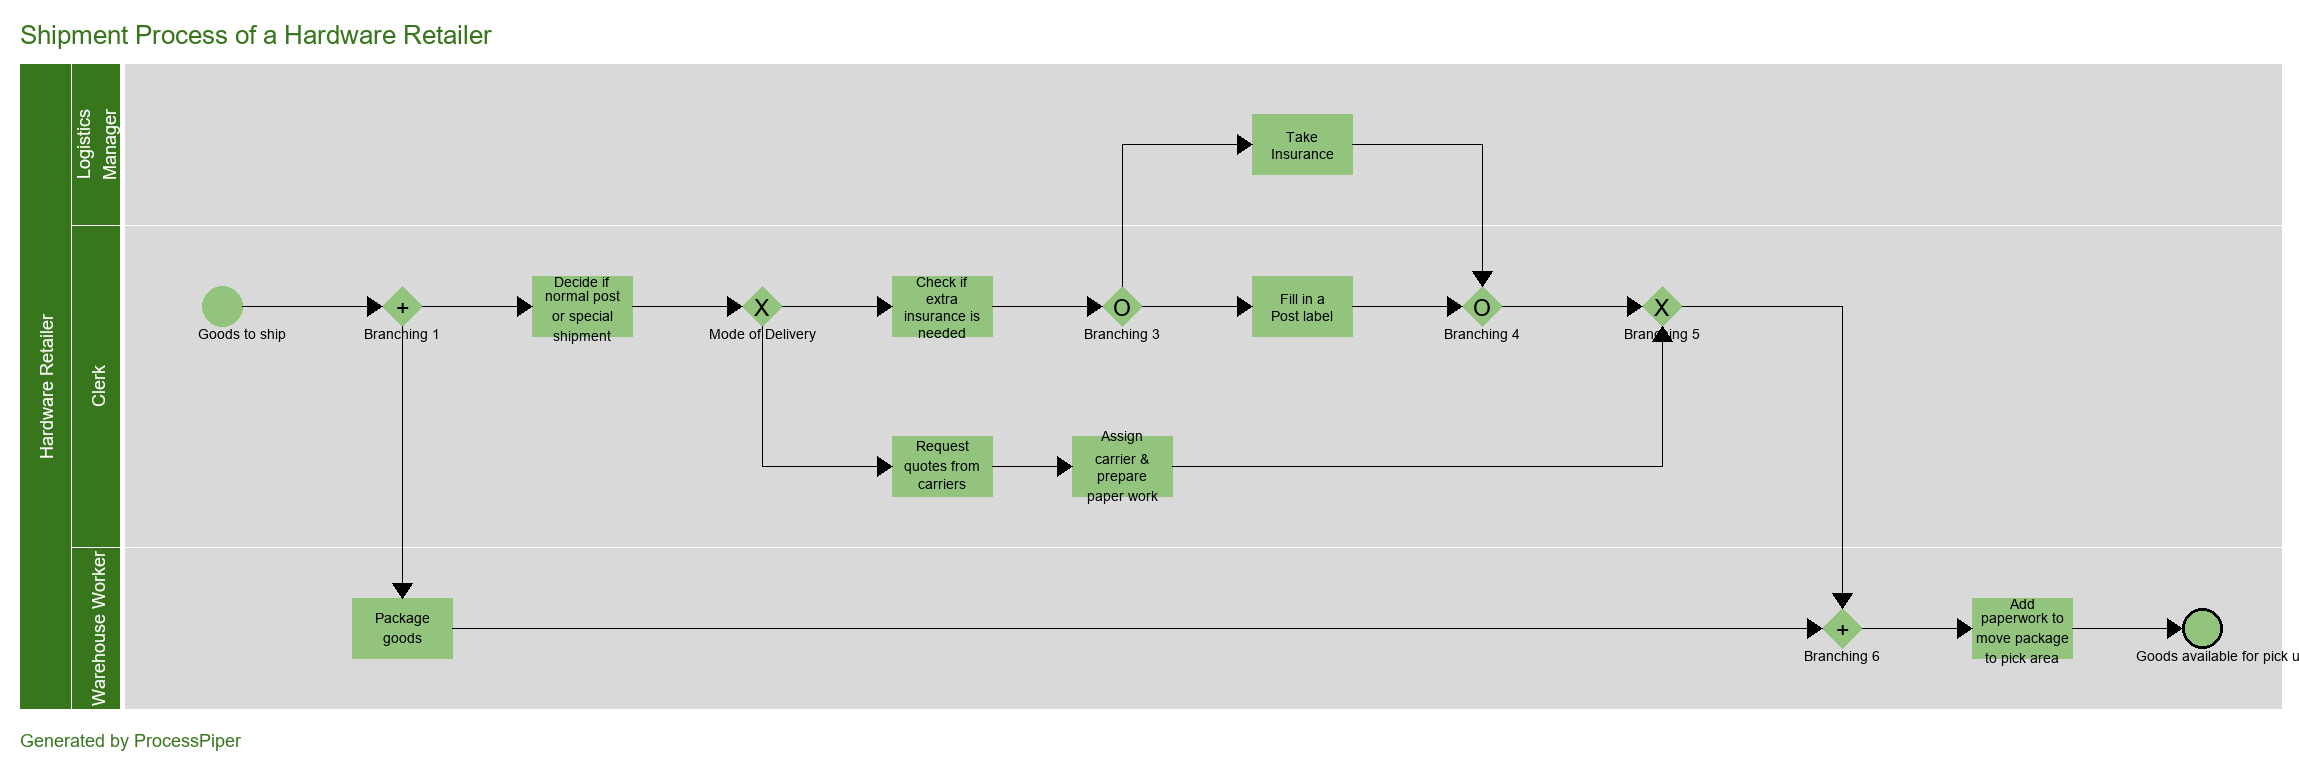 Shipment Process of a Hardware Retailer
Hardware Retailer
Logistics
Manager
Take
Insurance
Clerk
Goods to ship
+
Branching 1
Decide if
normal post
or special
shipment
X
Mode of Delivery
Check if
extra
insurance is
needed
O
Branching 3
Fill in a
Post label
O
Branching 4
X
Branching 5
Request
quotes from
carriers
Assign
carrier &
prepare
paper work
Warehouse Worker
Package
goods
+
Branching 6
Add
paperwork to
move package
to pick area
Goods available for pick u
Generated by ProcessPiper